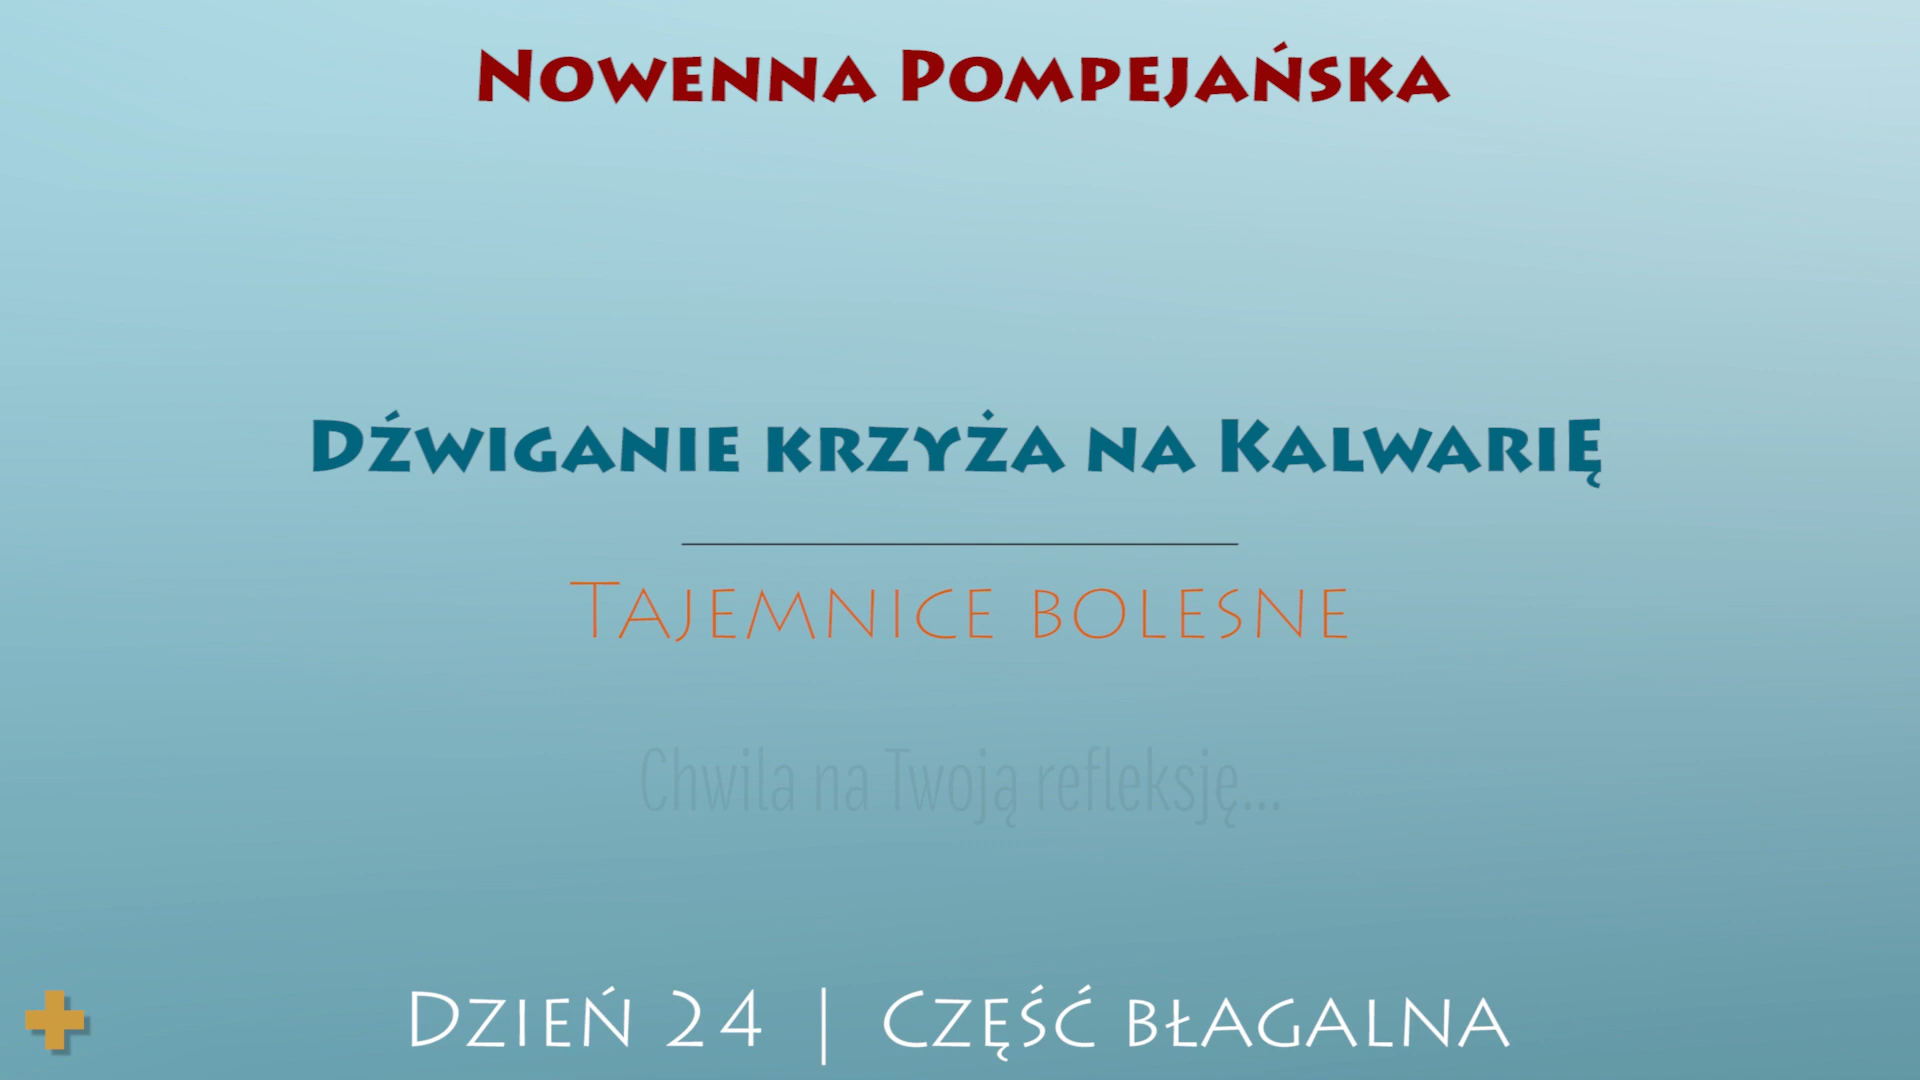 Nowenna Pompejańska
Dźwiganie krzyża na Kalwarię
Tajemnice bolesne
Chwila na Twoją refleksję...
Dzień 24 | Część błagalna